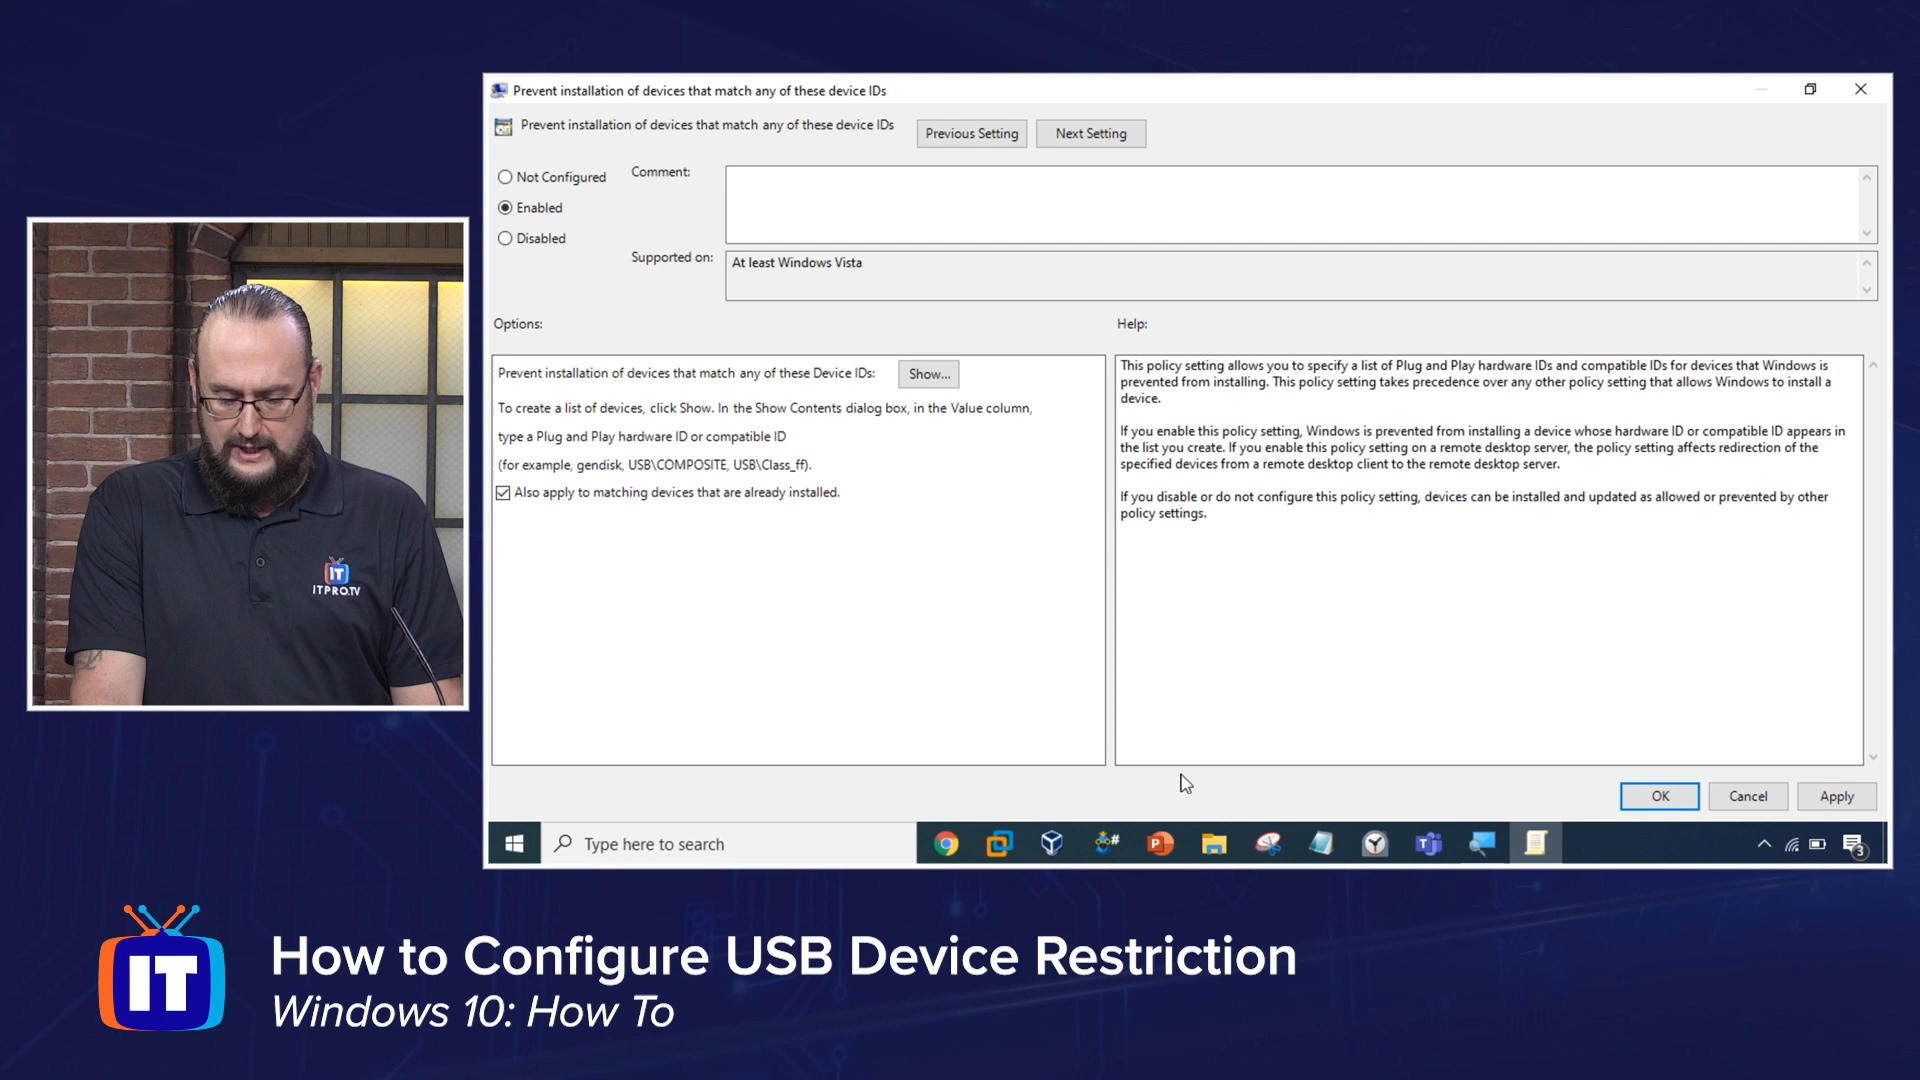 Prevent installation of devices that match any of these device IDs
Prevent installation of devices that match any of these device IDs
Previous Setting
Next Setting
Not Configured
Comment:
Enabled
Disabled
Supported on:
At least Windows Vista
Options:
Help:
Prevent installation of devices that match any of these Device IDs:
Show...
To create a list of devices, click Show. In the Show Contents dialog box, in the Value column,
type a Plug and Play hardware ID or compatible ID
(for example, gendisk, USB\COMPOSITE, USB\Class_ff).
Also apply to matching devices that are already installed.
This policy setting allows you to specify a list of Plug and Play hardware IDs and compatible IDs for devices that Windows is
prevented from installing. This policy setting takes precedence over any other policy setting that allows Windows to install a
device.
If you enable this policy setting, Windows is prevented from installing a device whose hardware ID or compatible ID appears in
the list you create. If you enable this policy setting on a remote desktop server, the policy setting affects redirection of the
specified devices from a remote desktop client to the remote desktop server.
If you disable or do not configure this policy setting, devices can be installed and updated as allowed or prevented by other
policy settings.
OK
Cancel
Apply
Type here to search
#
P
T
3
IT
ITPRO.TV
IT
How to Configure USB Device Restriction
Windows 10: How To